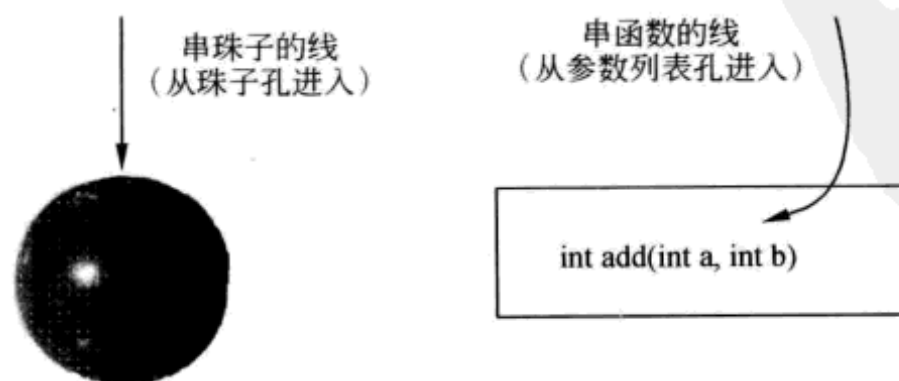 串珠子的线
（从珠子孔进入）
串函数的线
（从参数列表孔进入）
int add(int a, int b)